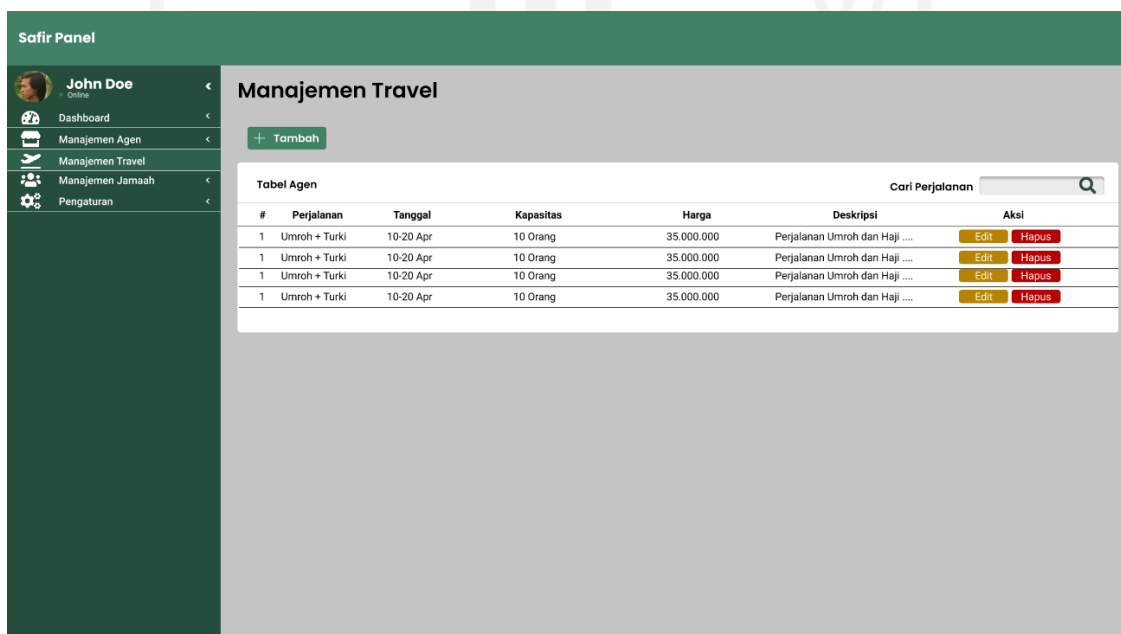 Safir Panel
John Doe
Online
Dashboard
Manajemen Agen
Manajemen Travel
Manajemen Jamaah
Pengaturan
Manajemen Travel
+ Tambah
Tabel Agen Cari Perjalanan
# Perjalanan Tanggal Kapasitas Harga Deskripsi Aksi
1 Umroh + Turki 10-20 Apr 10 Orang 35.000.000 Perjalanan Umroh dan Haji .... Edit Hapus
1 Umroh + Turki 10-20 Apr 10 Orang 35.000.000 Perjalanan Umroh dan Haji .... Edit Hapus
1 Umroh + Turki 10-20 Apr 10 Orang 35.000.000 Perjalanan Umroh dan Haji .... Edit Hapus
1 Umroh + Turki 10-20 Apr 10 Orang 35.000.000 Perjalanan Umroh dan Haji .... Edit Hapus